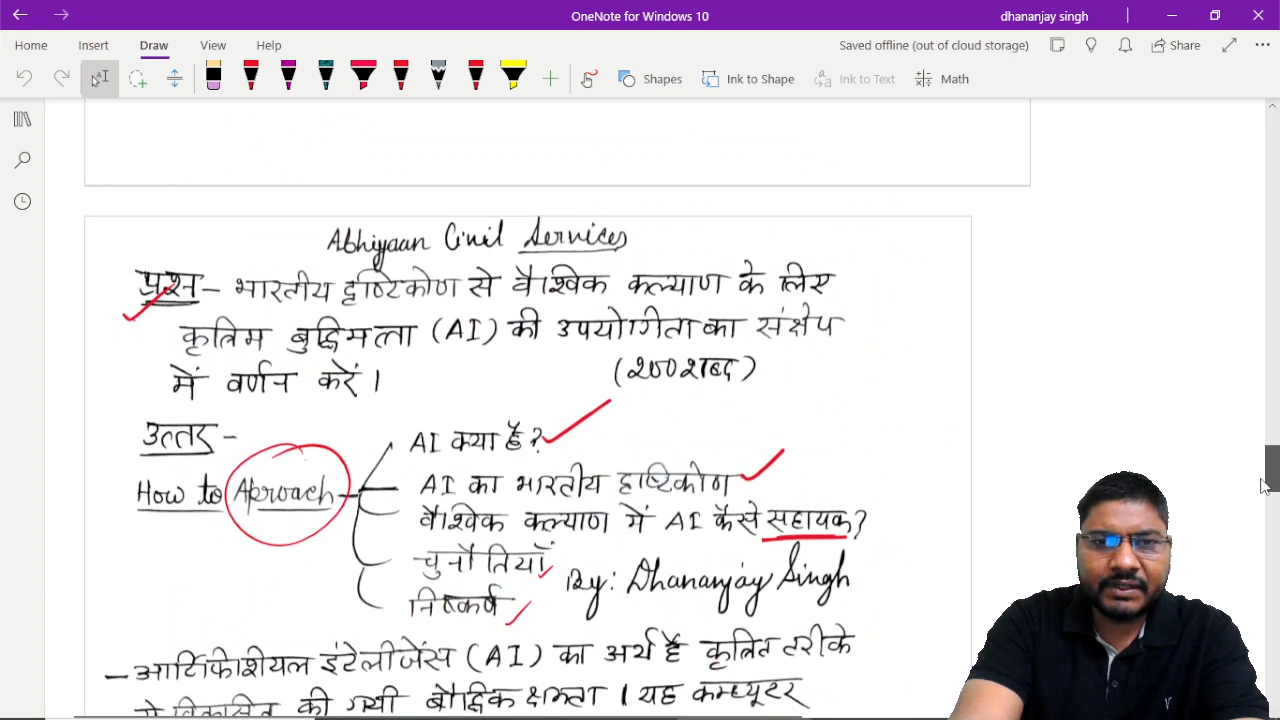 OneNote for Windows 10
dhananjay singh
Home Insert Draw View Help
Saved offline (out of cloud storage)
Share
Shapes
Ink to Shape
Ink to Text
Math
Abhiyaan Civil Services
प्रश्न - भारतीय दृष्टिकोण से वैश्विक कल्याण के लिए
कृत्रिम बुद्धिमत्ता (AI) की उपयोगिता का संक्षेप
में वर्णन करें।
(200 शब्द)
उत्तर -
How to Aproach
AI क्या है?
AI का भारतीय दृष्टिकोण
वैश्विक कल्याण में AI कैसे सहायक?
चुनौतियाँ
निष्कर्ष
By: Dhananjay Singh
- आर्टिफिशियल इंटेलीजेंस (AI) का अर्थ है कृत्रित तरीके
से विकसित की गयी बौद्धिक क्षमता। यह कम्प्यूटर